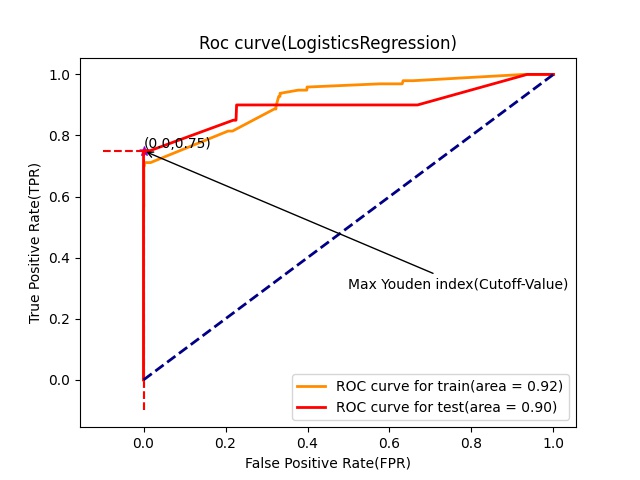 Roc curve(LogisticsRegression)
1.0
0.8
0.6
0.4
0.2
0.0
True Positive Rate(TPR)
(0.0,0.75)
Max Youden index(Cutoff-Value)
ROC curve for train(area = 0.92)
ROC curve for test(area = 0.90)
0.0 0.2 0.4 0.6 0.8 1.0
False Positive Rate(FPR)